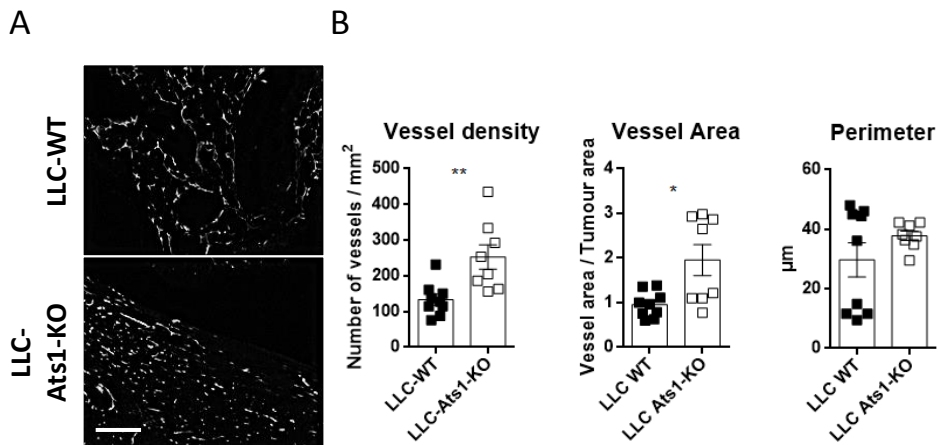 A
B
LLC-WT
LLC-
Ats1-KO
Vessel density
Number of vessels / mm²
500
400
300
200
100
0
**
LLC-WT
LLC-Ats1-KO
Vessel Area
Vessel area / Tumour area
4
3
2
1
0
*
LLC WT
LLC Ats1-KO
Perimeter
µm
60
40
20
0
LLC WT
LLC Ats1-KO